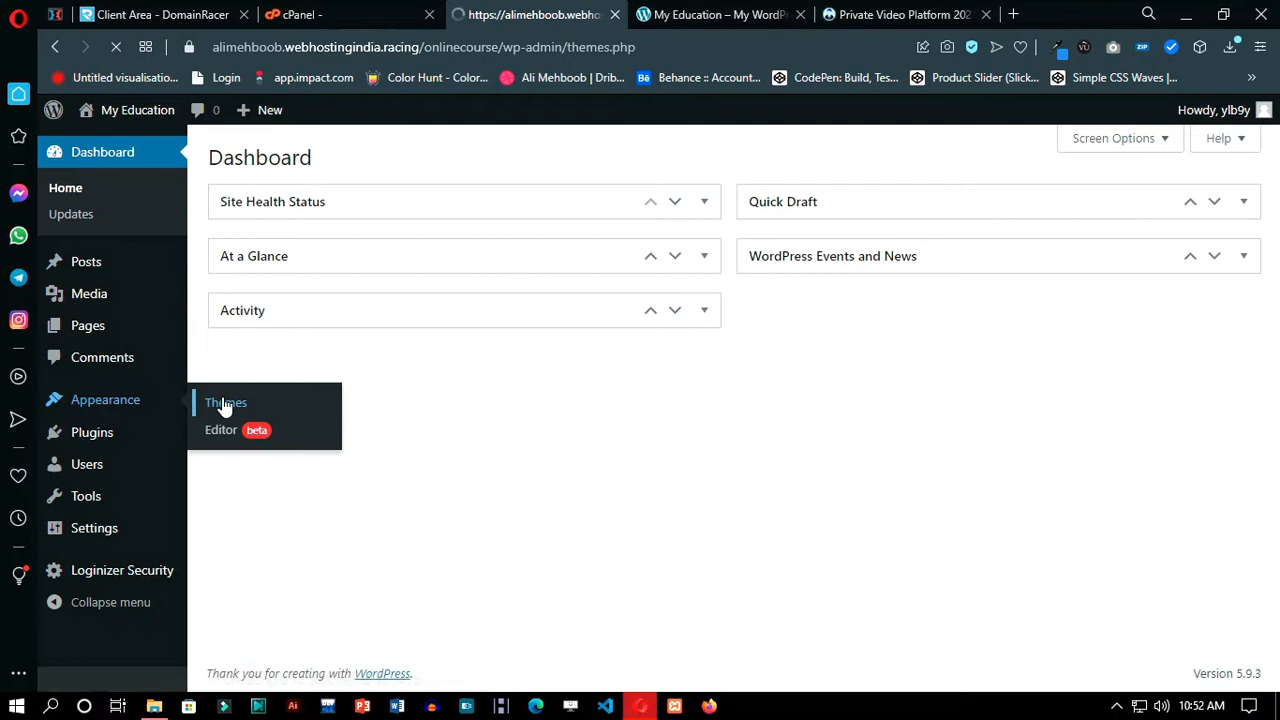 Client Area - DomainRacer
cPanel -
https://alimehboob.webho
My Education – My WordP
Private Video Platform 202
alimehboob.webhostingindia.racing/onlinecourse/wp-admin/themes.php
Untitled visualisatio...
Login
app.impact.com
Color Hunt - Color...
Ali Mehboob | Drib...
Behance :: Account...
CodePen: Build, Tes...
Product Slider (Slick...
Simple CSS Waves |...
My Education
0
New
Howdy, ylb9y
Dashboard
Home
Updates
Posts
Media
Pages
Comments
Appearance
Plugins
Users
Tools
Settings
Loginizer Security
Collapse menu
Themes
Editor beta
Screen Options
Help
Dashboard
Site Health Status
Quick Draft
At a Glance
WordPress Events and News
Activity
Thank you for creating with WordPress.
Version 5.9.3
10:52 AM